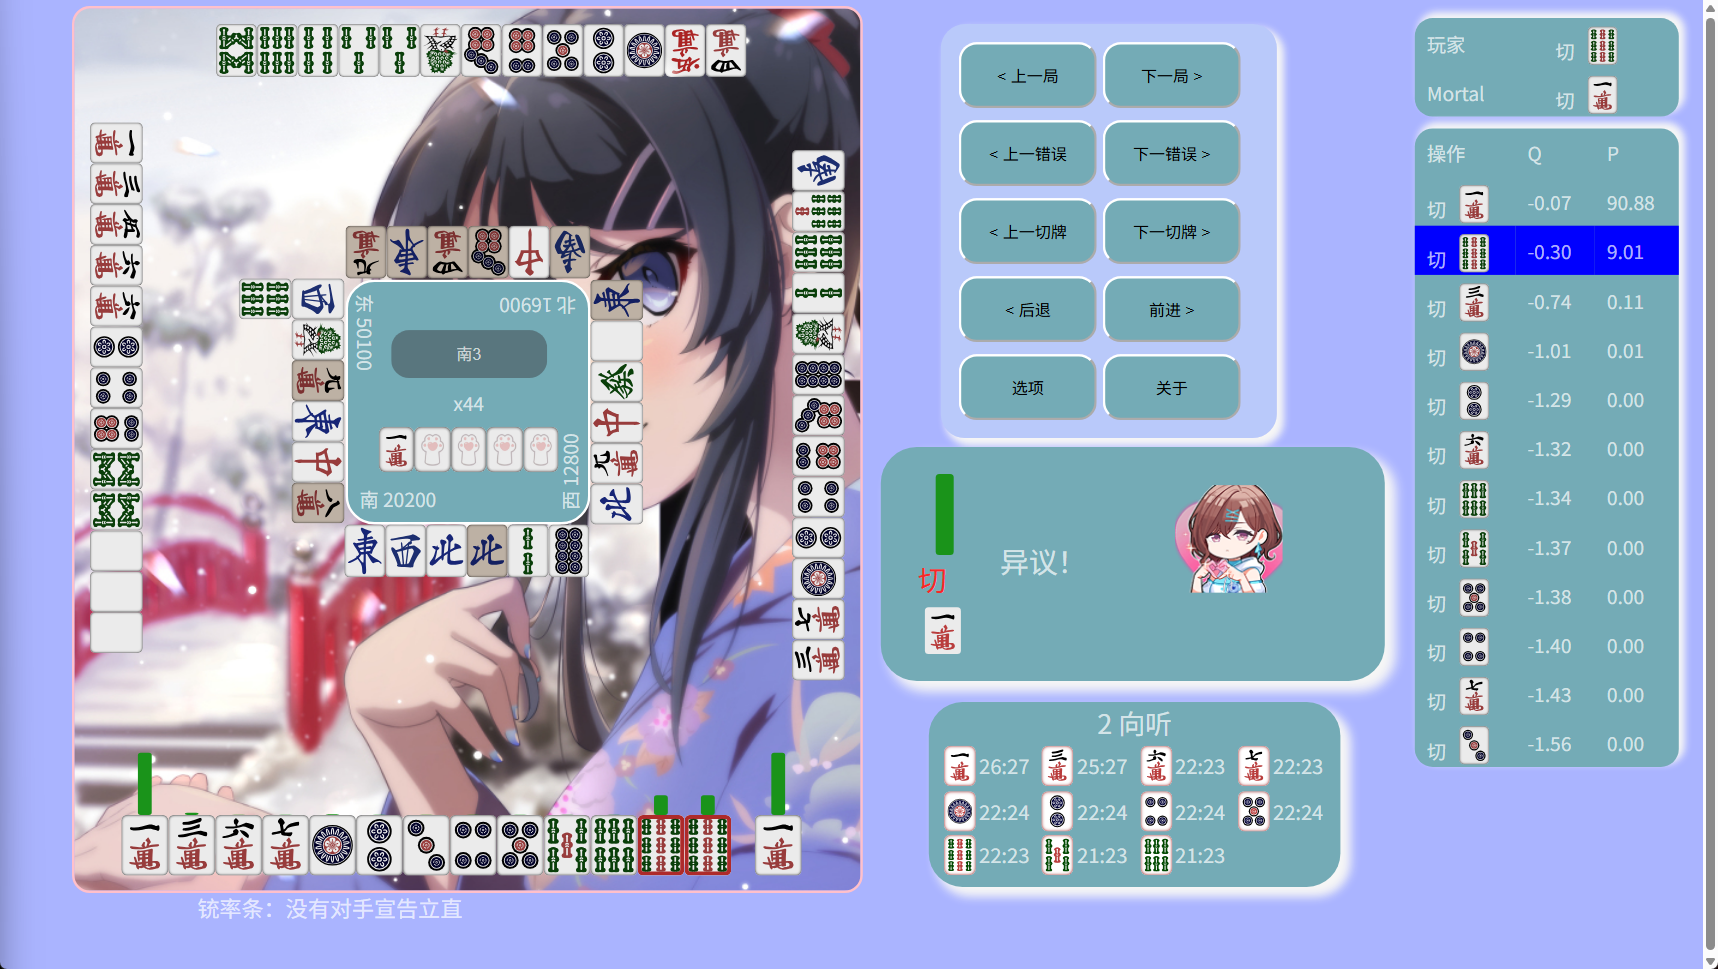 东 50100
北 16900
南3
x44
南 20200
西 12800
铳率条：没有对手宣告立直
< 上一局
下一局 >
< 上一错误
下一错误 >
< 上一切牌
下一切牌 >
< 后退
前进 >
选项
关于
切
异议！
2 向听
26:27 25:27 22:23 22:23
22:24 22:24 22:24 22:24
22:23 21:23 21:23
玩家 切
Mortal 切
操作 Q P
切 -0.07 90.88
切 -0.30 9.01
切 -0.74 0.11
切 -1.01 0.01
切 -1.29 0.00
切 -1.32 0.00
切 -1.34 0.00
切 -1.37 0.00
切 -1.38 0.00
切 -1.40 0.00
切 -1.43 0.00
切 -1.56 0.00